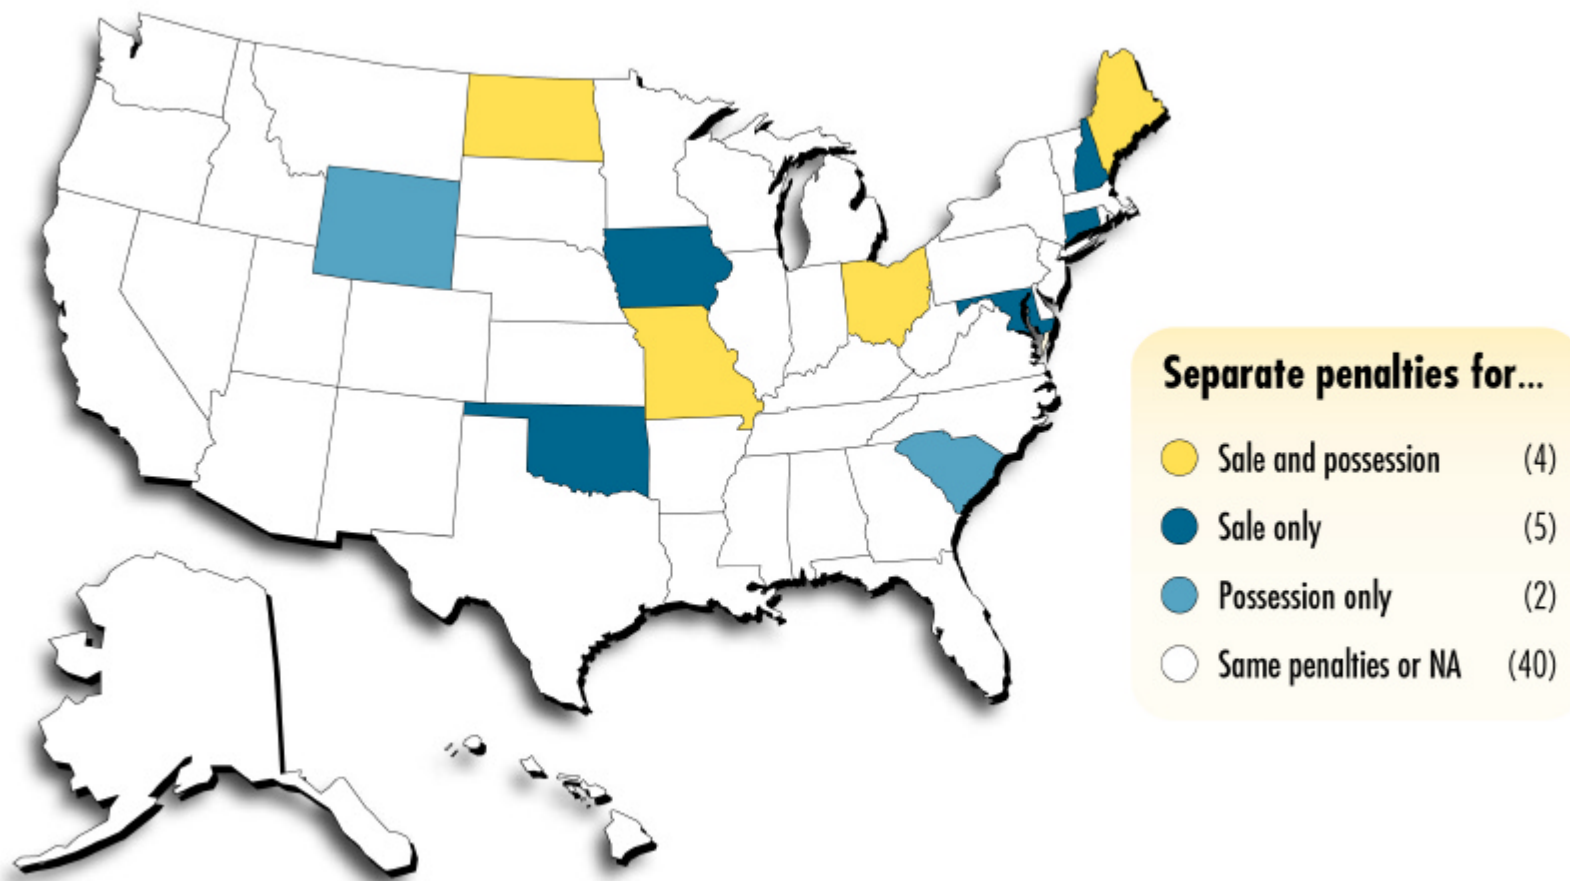 Separate penalties for...
Sale and possession (4)
Sale only (5)
Possession only (2)
Same penalties or NA (40)